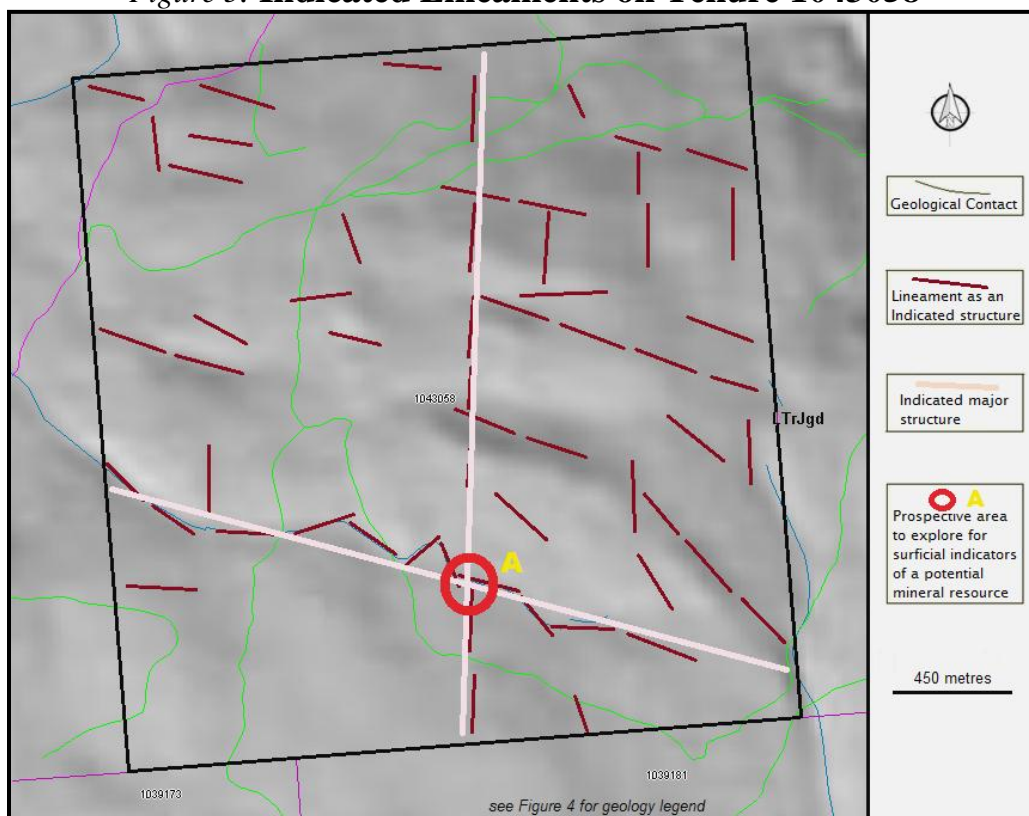 Figure 5: Indicated Lineaments on Tenure 1043058
Geological Contact
Lineament as an
Indicated structure
1043058
TrJgd
Indicated major
structure
A
A
Prospective area
to explore for
surficial indicators
of a potential
mineral resource
450 metres
1039173
1039181
see Figure 4 for geology legend